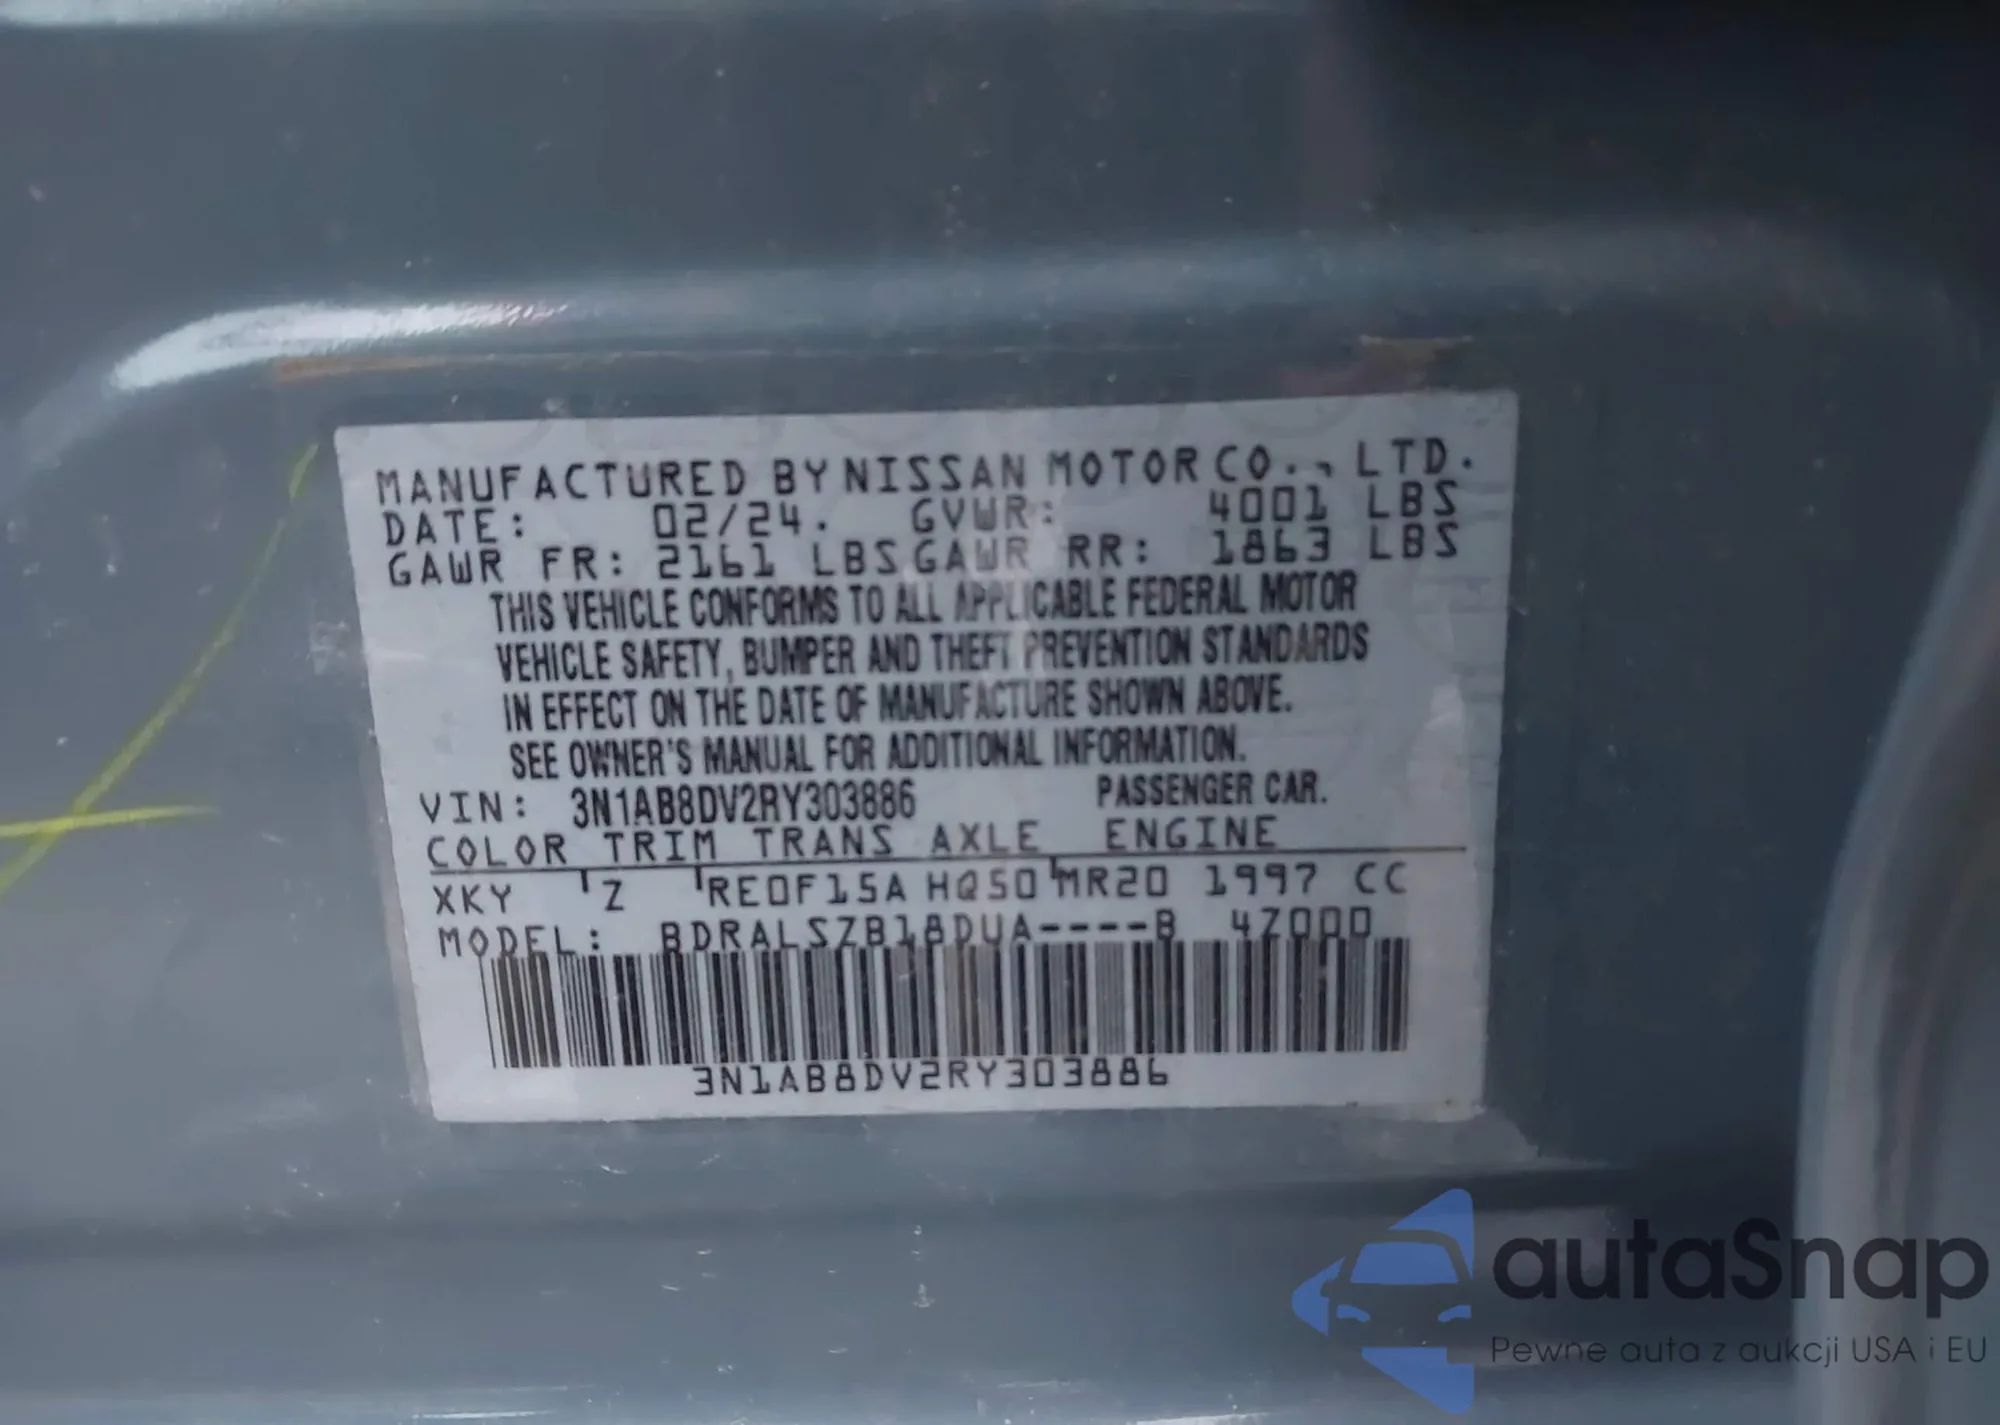 MANUFACTURED BY NISSAN MOTOR CO., LTD.
DATE: 02/24. GVWR: 4001 LBS
GAWR FR: 2161 LBS GAWR RR: 1863 LBS
THIS VEHICLE CONFORMS TO ALL APPLICABLE FEDERAL MOTOR
VEHICLE SAFETY, BUMPER AND THEFT PREVENTION STANDARDS
IN EFFECT ON THE DATE OF MANUFACTURE SHOWN ABOVE.
SEE OWNER'S MANUAL FOR ADDITIONAL INFORMATION.
VIN: 3N1AB8DV2RY303886 PASSENGER CAR.
COLOR TRIM TRANS AXLE ENGINE
XKY Z RE0F15A HQ50 MR20 1997 CC
MODEL: BDRALSZB18DUA----B 4Z000
3N1AB8DV2RY303886
autaSnap
Pewne auta z aukcji USA i EU